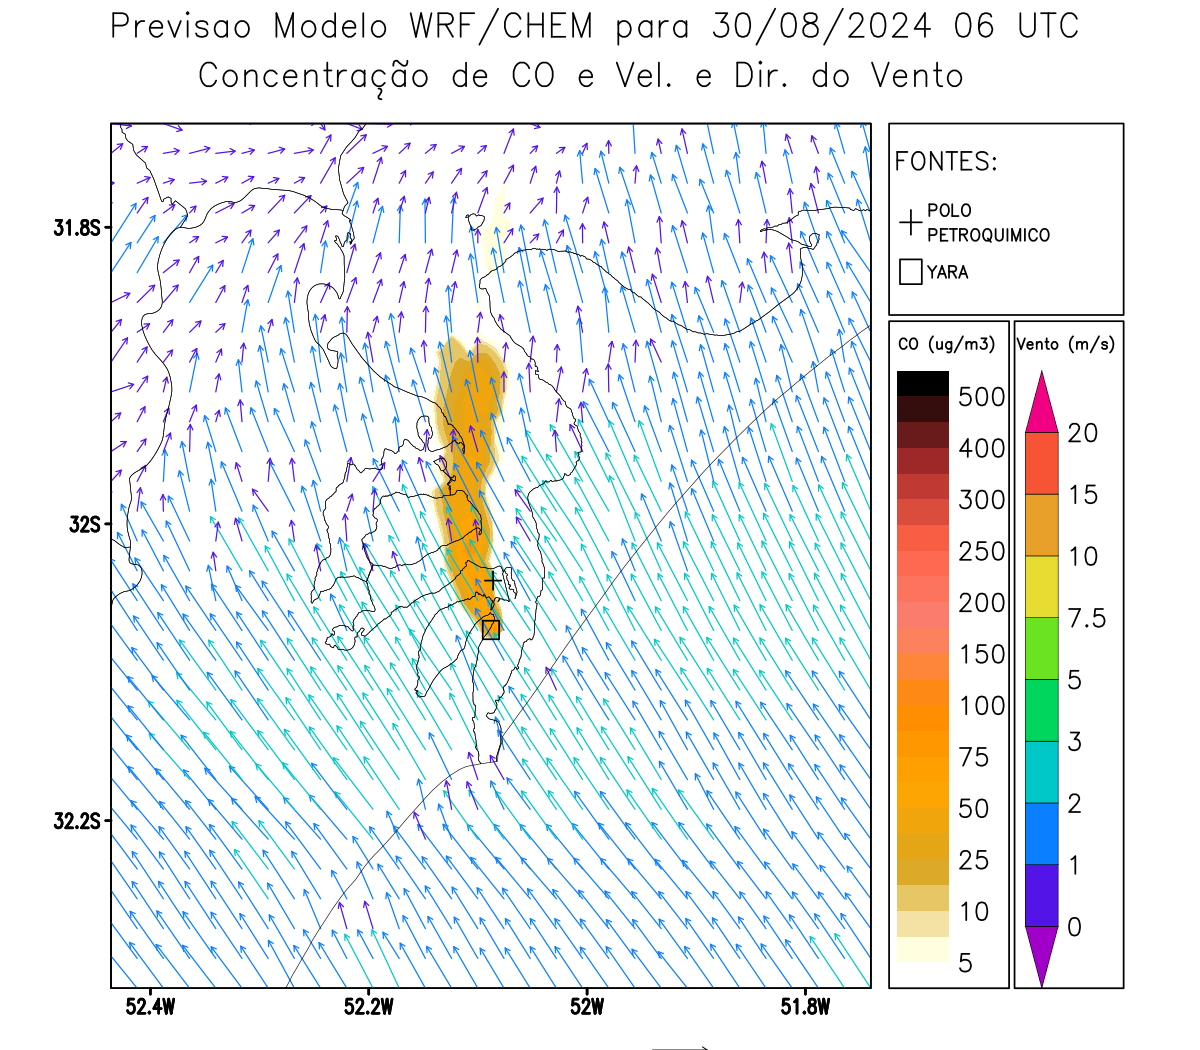 Previsao Modelo WRF/CHEM para 30/08/2024 06 UTC
Concentração de CO e Vel. e Dir. do Vento
FONTES:
POLO
PETROQUIMICO
YARA
CO (ug/m3)
500
400
300
250
200
150
100
75
50
25
10
5
Vento (m/s)
20
15
10
7.5
5
3
2
1
0
31.8S
32S
32.2S
52.4W
52.2W
52W
51.8W